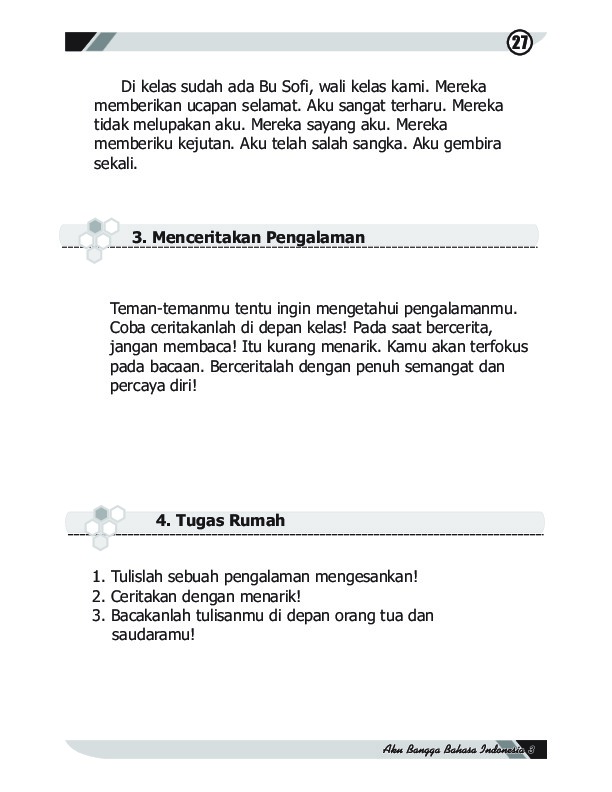 27
Di kelas sudah ada Bu Sofi, wali kelas kami. Mereka
memberikan ucapan selamat. Aku sangat terharu. Mereka
tidak melupakan aku. Mereka sayang aku. Mereka
memberiku kejutan. Aku telah salah sangka. Aku gembira
sekali.
3. Menceritakan Pengalaman
Teman-temanmu tentu ingin mengetahui pengalamanmu.
Coba ceritakanlah di depan kelas! Pada saat bercerita,
jangan membaca! Itu kurang menarik. Kamu akan terfokus
pada bacaan. Berceritalah dengan penuh semangat dan
percaya diri!
4. Tugas Rumah
1. Tulislah sebuah pengalaman mengesankan!
2. Ceritakan dengan menarik!
3. Bacakanlah tulisanmu di depan orang tua dan
saudaramu!
Aku Bangga Bahasa Indonesia 3